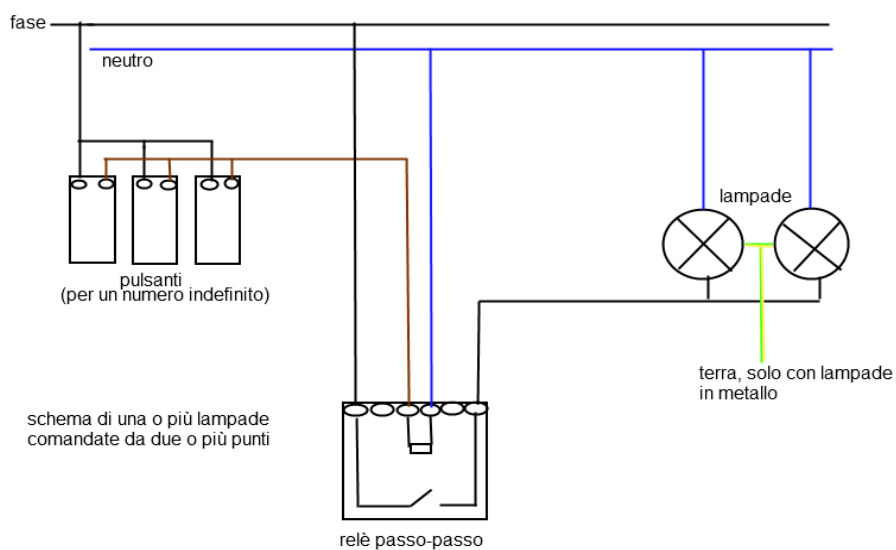 fase
neutro
lampade
pulsanti
(per un numero indefinito)
terra, solo con lampade
in metallo
schema di una o più lampade
comandate da due o più punti
relè passo-passo